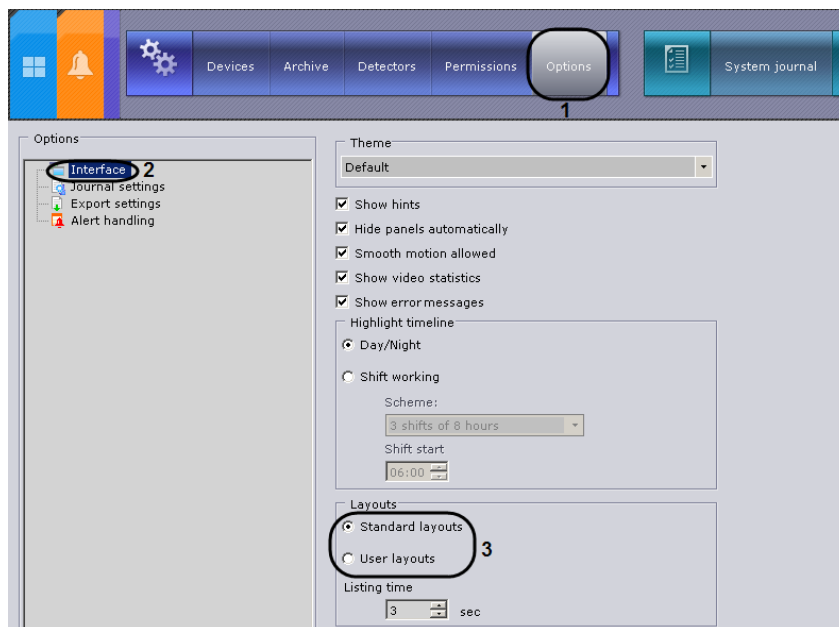 Devices Archive Detectors Permissions Options System journal
1
Options
Interface 2
Journal settings
Export settings
Alert handling
Theme
Default
Show hints
Hide panels automatically
Smooth motion allowed
Show video statistics
Show error messages
Highlight timeline
Day/Night
Shift working
Scheme:
3 shifts of 8 hours
Shift start
06:00
Layouts
Standard layouts
3
User layouts
Listing time
3 sec